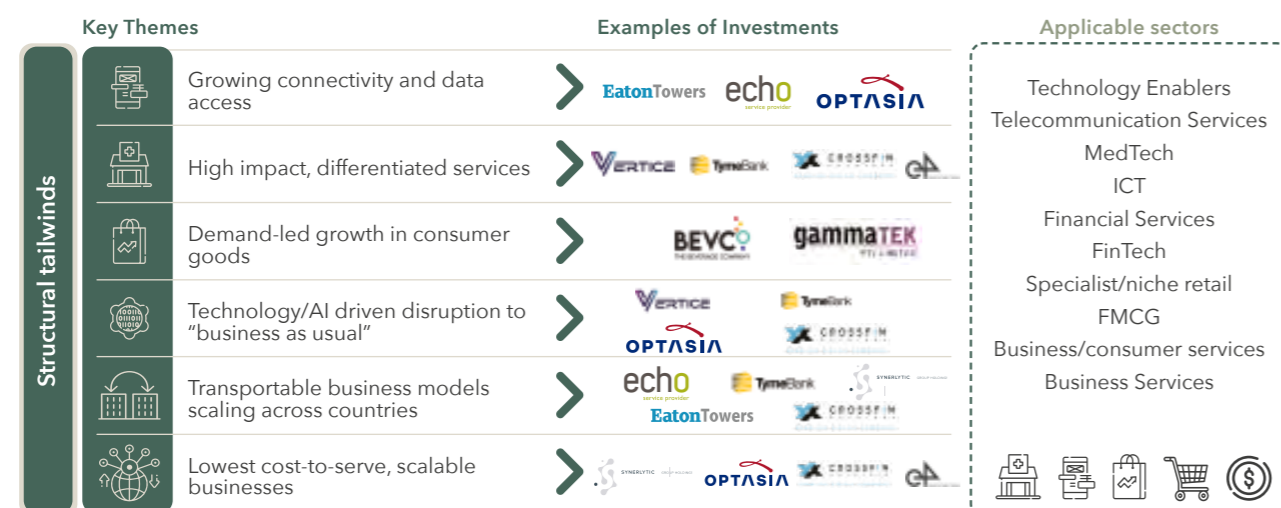 Key Themes
Examples of Investments
Applicable sectors
Structural tailwinds
Growing connectivity and data
access
EatonTowers
echo
service provider
OPTASIA
High impact, differentiated services
VERTICE
TymeBank
CROSSFIN
Demand-led growth in consumer
goods
BEVCO
THE BEVERAGE COMPANY
gammaTEK
Technology/AI driven disruption to
“business as usual”
VERTICE
TymeBank
OPTASIA
CROSSFIN
Transportable business models
scaling across countries
echo
service provider
TymeBank
SYNERLYTIC
EatonTowers
CROSSFIN
Lowest cost-to-serve, scalable
businesses
SYNERLYTIC
OPTASIA
CROSSFIN
Technology Enablers
Telecommunication Services
MedTech
ICT
Financial Services
FinTech
Specialist/niche retail
FMCG
Business/consumer services
Business Services